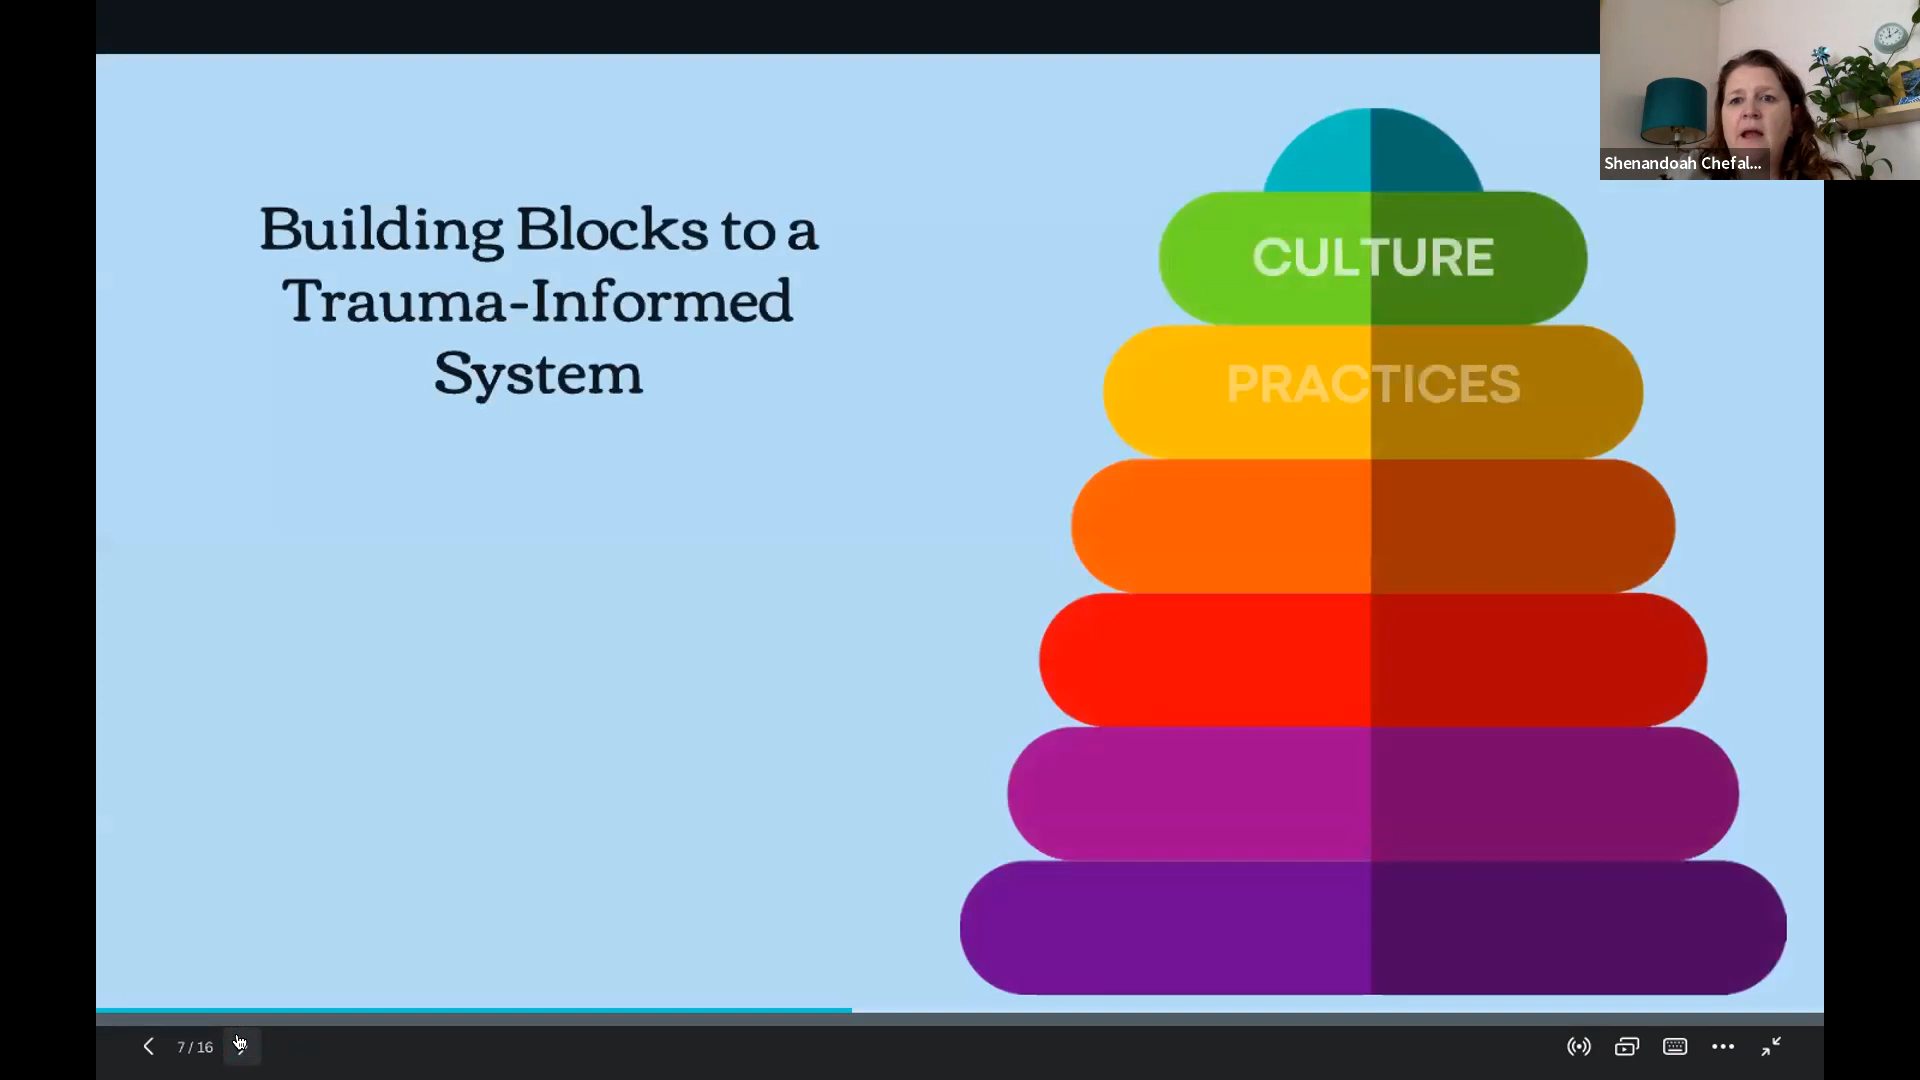 Shenandoah Chefal...
Building Blocks to a
Trauma-Informed
System
CULTURE
PRACTICES
7 / 16